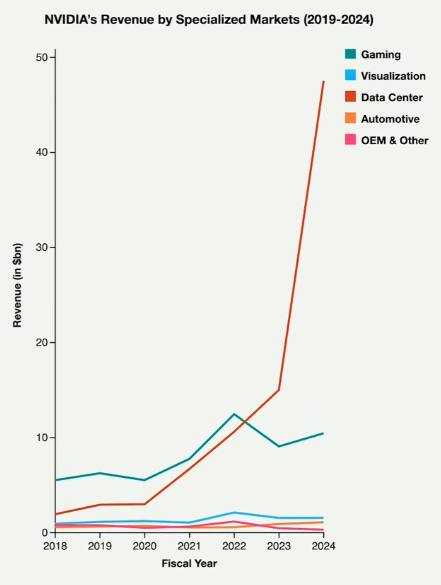 NVIDIA's Revenue by Specialized Markets (2019-2024)
Gaming
Visualization
Data Center
Automotive
OEM & Other
Revenue (in $bn)
50
40
30
20
10
0
2018 2019 2020 2021 2022 2023 2024
Fiscal Year